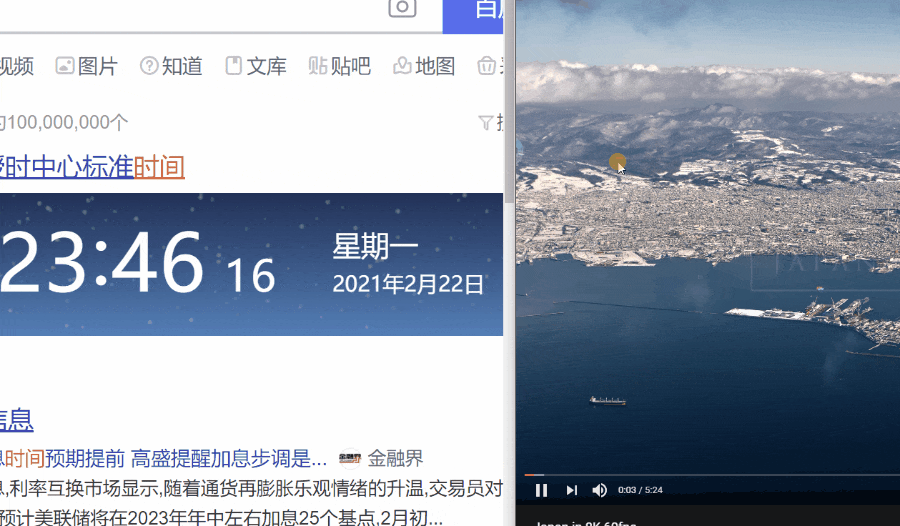 百度
视频 图片 知道 文库 贴吧 地图
约100,000,000个
授时中心标准时间
23:46 16
星期一
2021年2月22日
信息
息时间预期提前 高盛提醒加息步调是... 金融界
息,利率互换市场显示,随着通货再膨胀乐观情绪的升温,交易员对
预计美联储将在2023年年中左右加息25个基点,2月初...
JAPAN
0:03 / 5:24
Japan in 8K 60fps